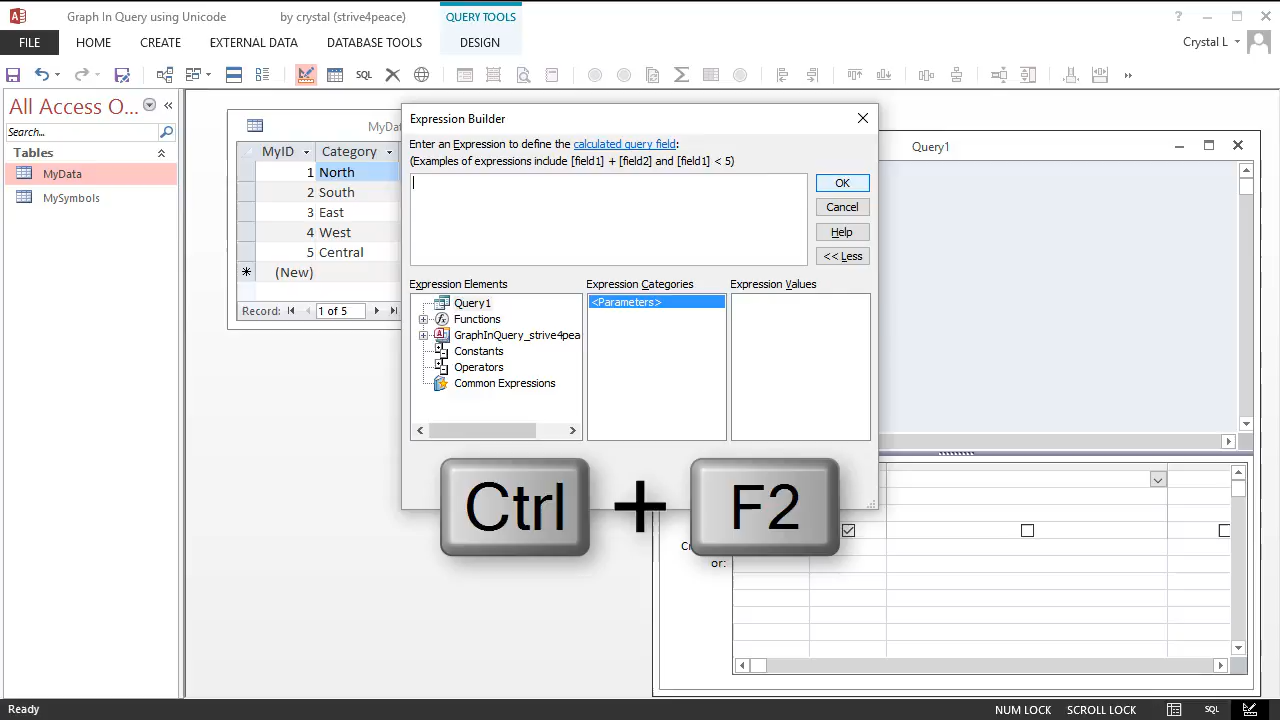 Graph In Query using Unicode by crystal (strive4peace) QUERY TOOLS ?
FILE HOME CREATE EXTERNAL DATA DATABASE TOOLS DESIGN Crystal L
SQL
All Access O...
Search...
Tables
MyData
MySymbols
MyDat
MyID Category
1 North
2 South
3 East
4 West
5 Central
(New)
Record: 1 of 5
Expression Builder
Enter an Expression to define the calculated query field:
(Examples of expressions include [field1] + [field2] and [field1] < 5)
OK
Cancel
Help
<< Less
Expression Elements Expression Categories Expression Values
Query1
Functions
GraphInQuery_strive4pea
Constants
Operators
Common Expressions
<Parameters>
Query1
Ctrl + F2
or:
Ready NUM LOCK SCROLL LOCK SQL